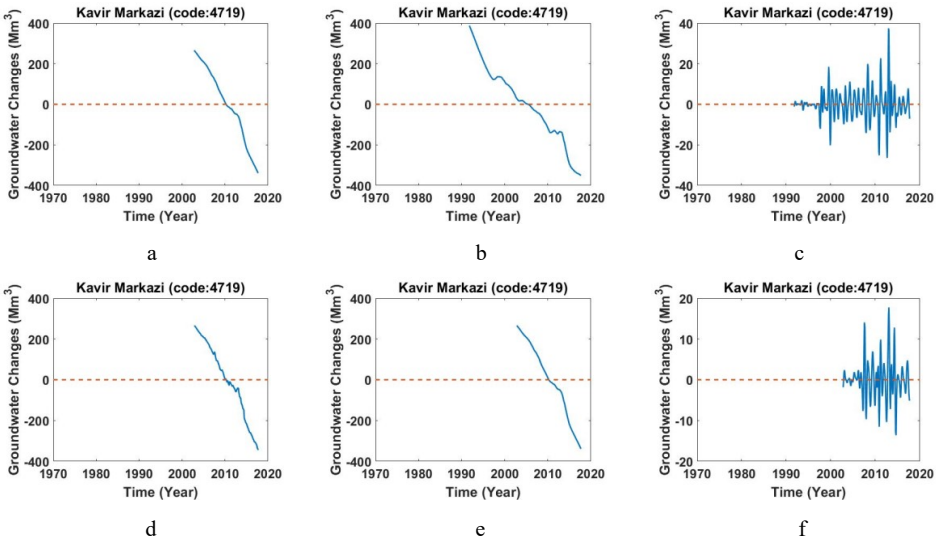 Kavir Markazi (code:4719)
Groundwater Changes (Mm³)
400
200
0
-200
-400
1970 1980 1990 2000 2010 2020
Time (Year)
a
Kavir Markazi (code:4719)
Groundwater Changes (Mm³)
400
200
0
-200
-400
1970 1980 1990 2000 2010 2020
Time (Year)
b
Kavir Markazi (code:4719)
Groundwater Changes (Mm³)
40
20
0
-20
-40
1970 1980 1990 2000 2010 2020
Time (Year)
c
Kavir Markazi (code:4719)
Groundwater Changes (Mm³)
400
200
0
-200
-400
1970 1980 1990 2000 2010 2020
Time (Year)
d
Kavir Markazi (code:4719)
Groundwater Changes (Mm³)
400
200
0
-200
-400
1970 1980 1990 2000 2010 2020
Time (Year)
e
Kavir Markazi (code:4719)
Groundwater Changes (Mm³)
20
10
0
-10
-20
1970 1980 1990 2000 2010 2020
Time (Year)
f